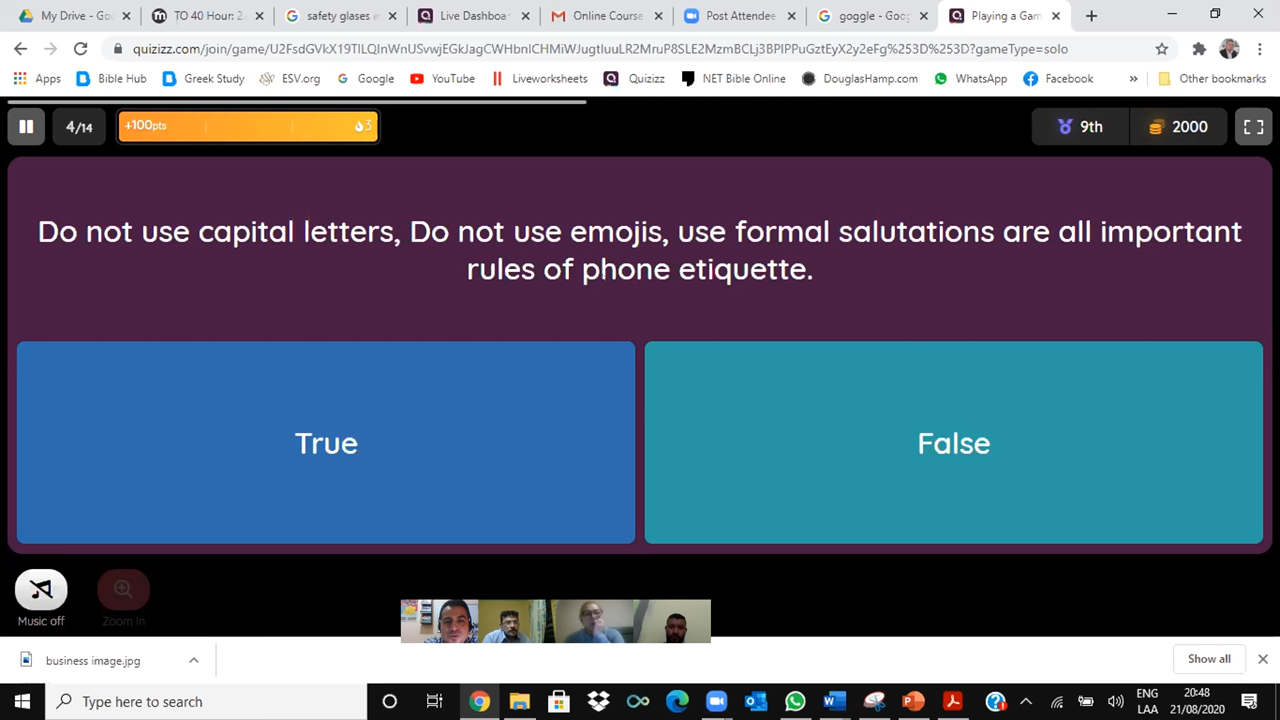 My Drive - Goo
TO 40 Hour: 24
safety glases in
Live Dashboa
Online Course
Post Attendee
goggle - Goog
Playing a Gam
quizizz.com/join/game/U2FsdGVkX19TlLQlnWnUSvwjEGkJagCWHbntCHMiWJugtIuuLR2MruP8SLE2MzmBCLj3BPlPPuGztEyX2y2eFg%253D%253D?gameType=solo
Apps
Bible Hub
Greek Study
ESV.org
Google
YouTube
Liveworksheets
Quizizz
NET Bible Online
DouglasHamp.com
WhatsApp
Facebook
»
Other bookmarks
4/14
+100pts
3
9th
2000
Do not use capital letters, Do not use emojis, use formal salutations are all important
rules of phone etiquette.
True
False
Music off
Zoom In
business image.jpg
Show all
Type here to search
ENG
LAA
20:48
21/08/2020